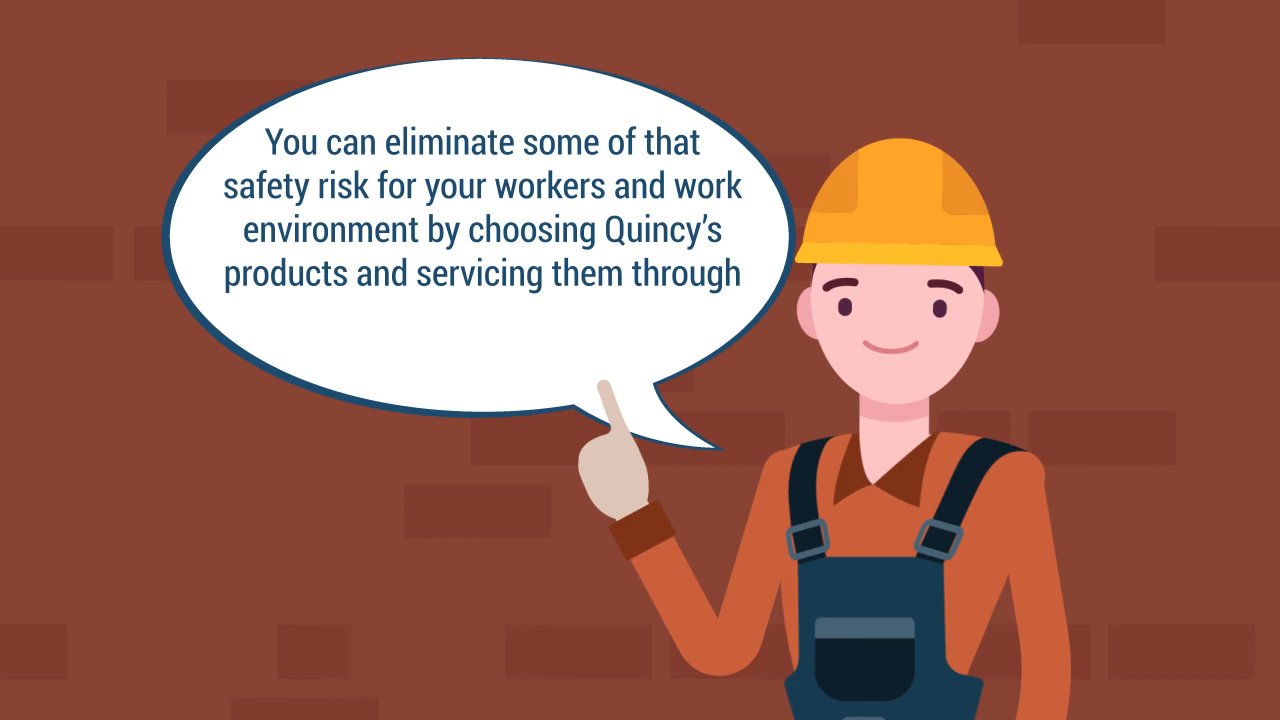 You can eliminate some of that
safety risk for your workers and work
environment by choosing Quincy’s
products and servicing them through